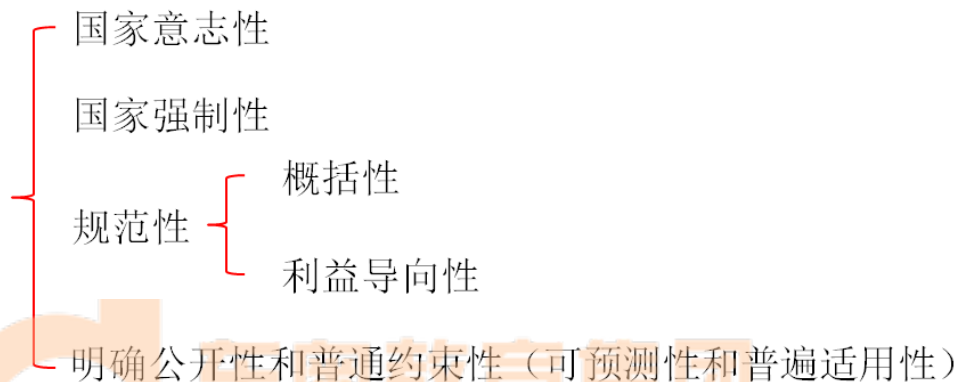 国家意志性
国家强制性
概括性
规范性
利益导向性
明确公开性和普通约束性（可预测性和普遍适用性）